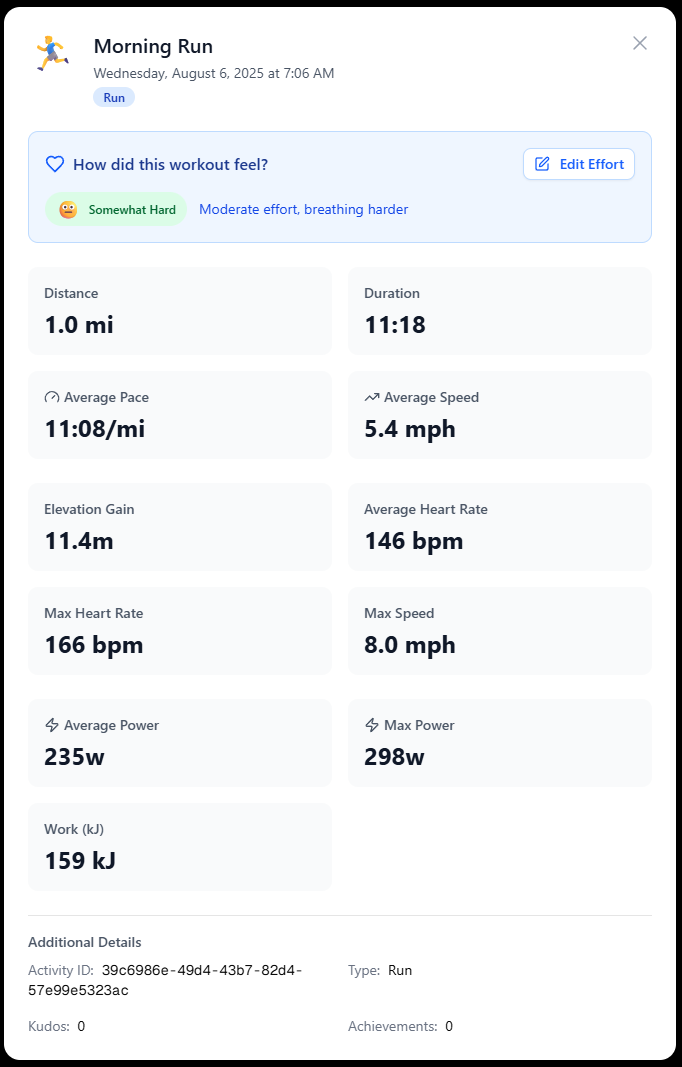 Morning Run
Wednesday, August 6, 2025 at 7:06 AM
Run
How did this workout feel?
Edit Effort
Somewhat Hard
Moderate effort, breathing harder
Distance
1.0 mi
Duration
11:18
Average Pace
11:08/mi
Average Speed
5.4 mph
Elevation Gain
11.4m
Average Heart Rate
146 bpm
Max Heart Rate
166 bpm
Max Speed
8.0 mph
Average Power
235w
Max Power
298w
Work (kJ)
159 kJ
Additional Details
Activity ID: 39c6986e-49d4-43b7-82d4-
57e99e5323ac
Type: Run
Kudos: 0
Achievements: 0